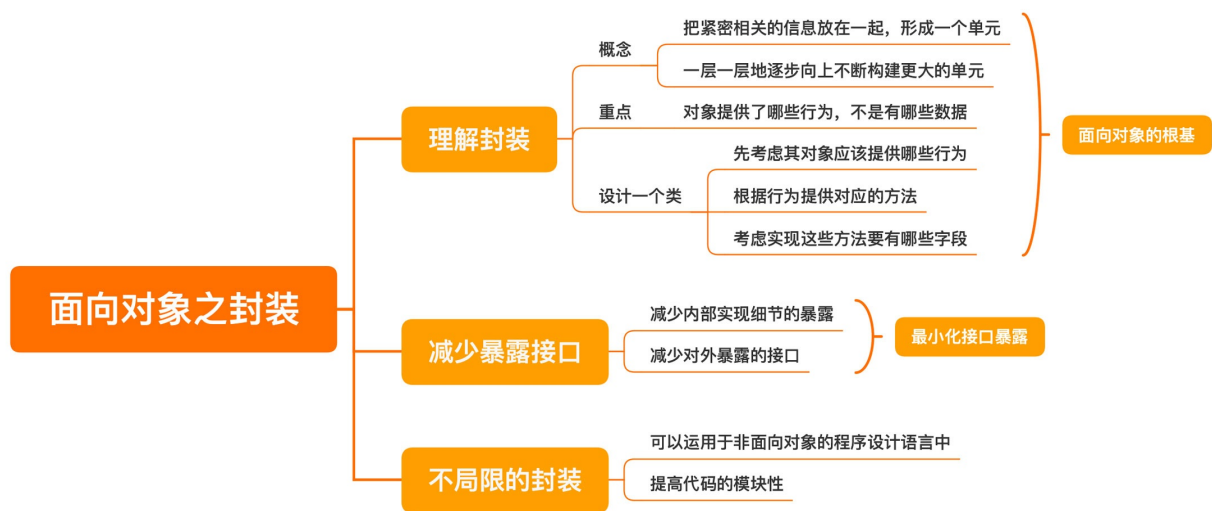 面向对象之封装
理解封装
概念
把紧密相关的信息放在一起，形成一个单元
一层一层地逐步向上不断构建更大的单元
重点
对象提供了哪些行为，不是有哪些数据
设计一个类
先考虑其对象应该提供哪些行为
根据行为提供对应的方法
考虑实现这些方法要有哪些字段
面向对象的根基
减少暴露接口
减少内部实现细节的暴露
减少对外暴露的接口
最小化接口暴露
不局限的封装
可以运用于非面向对象的程序设计语言中
提高代码的模块性